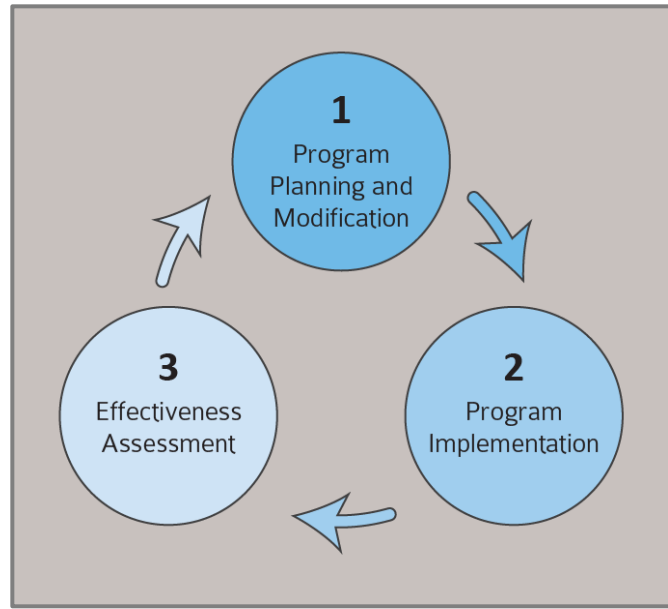 1
Program
Planning and
Modification
2
Program
Implementation
3
Effectiveness
Assessment